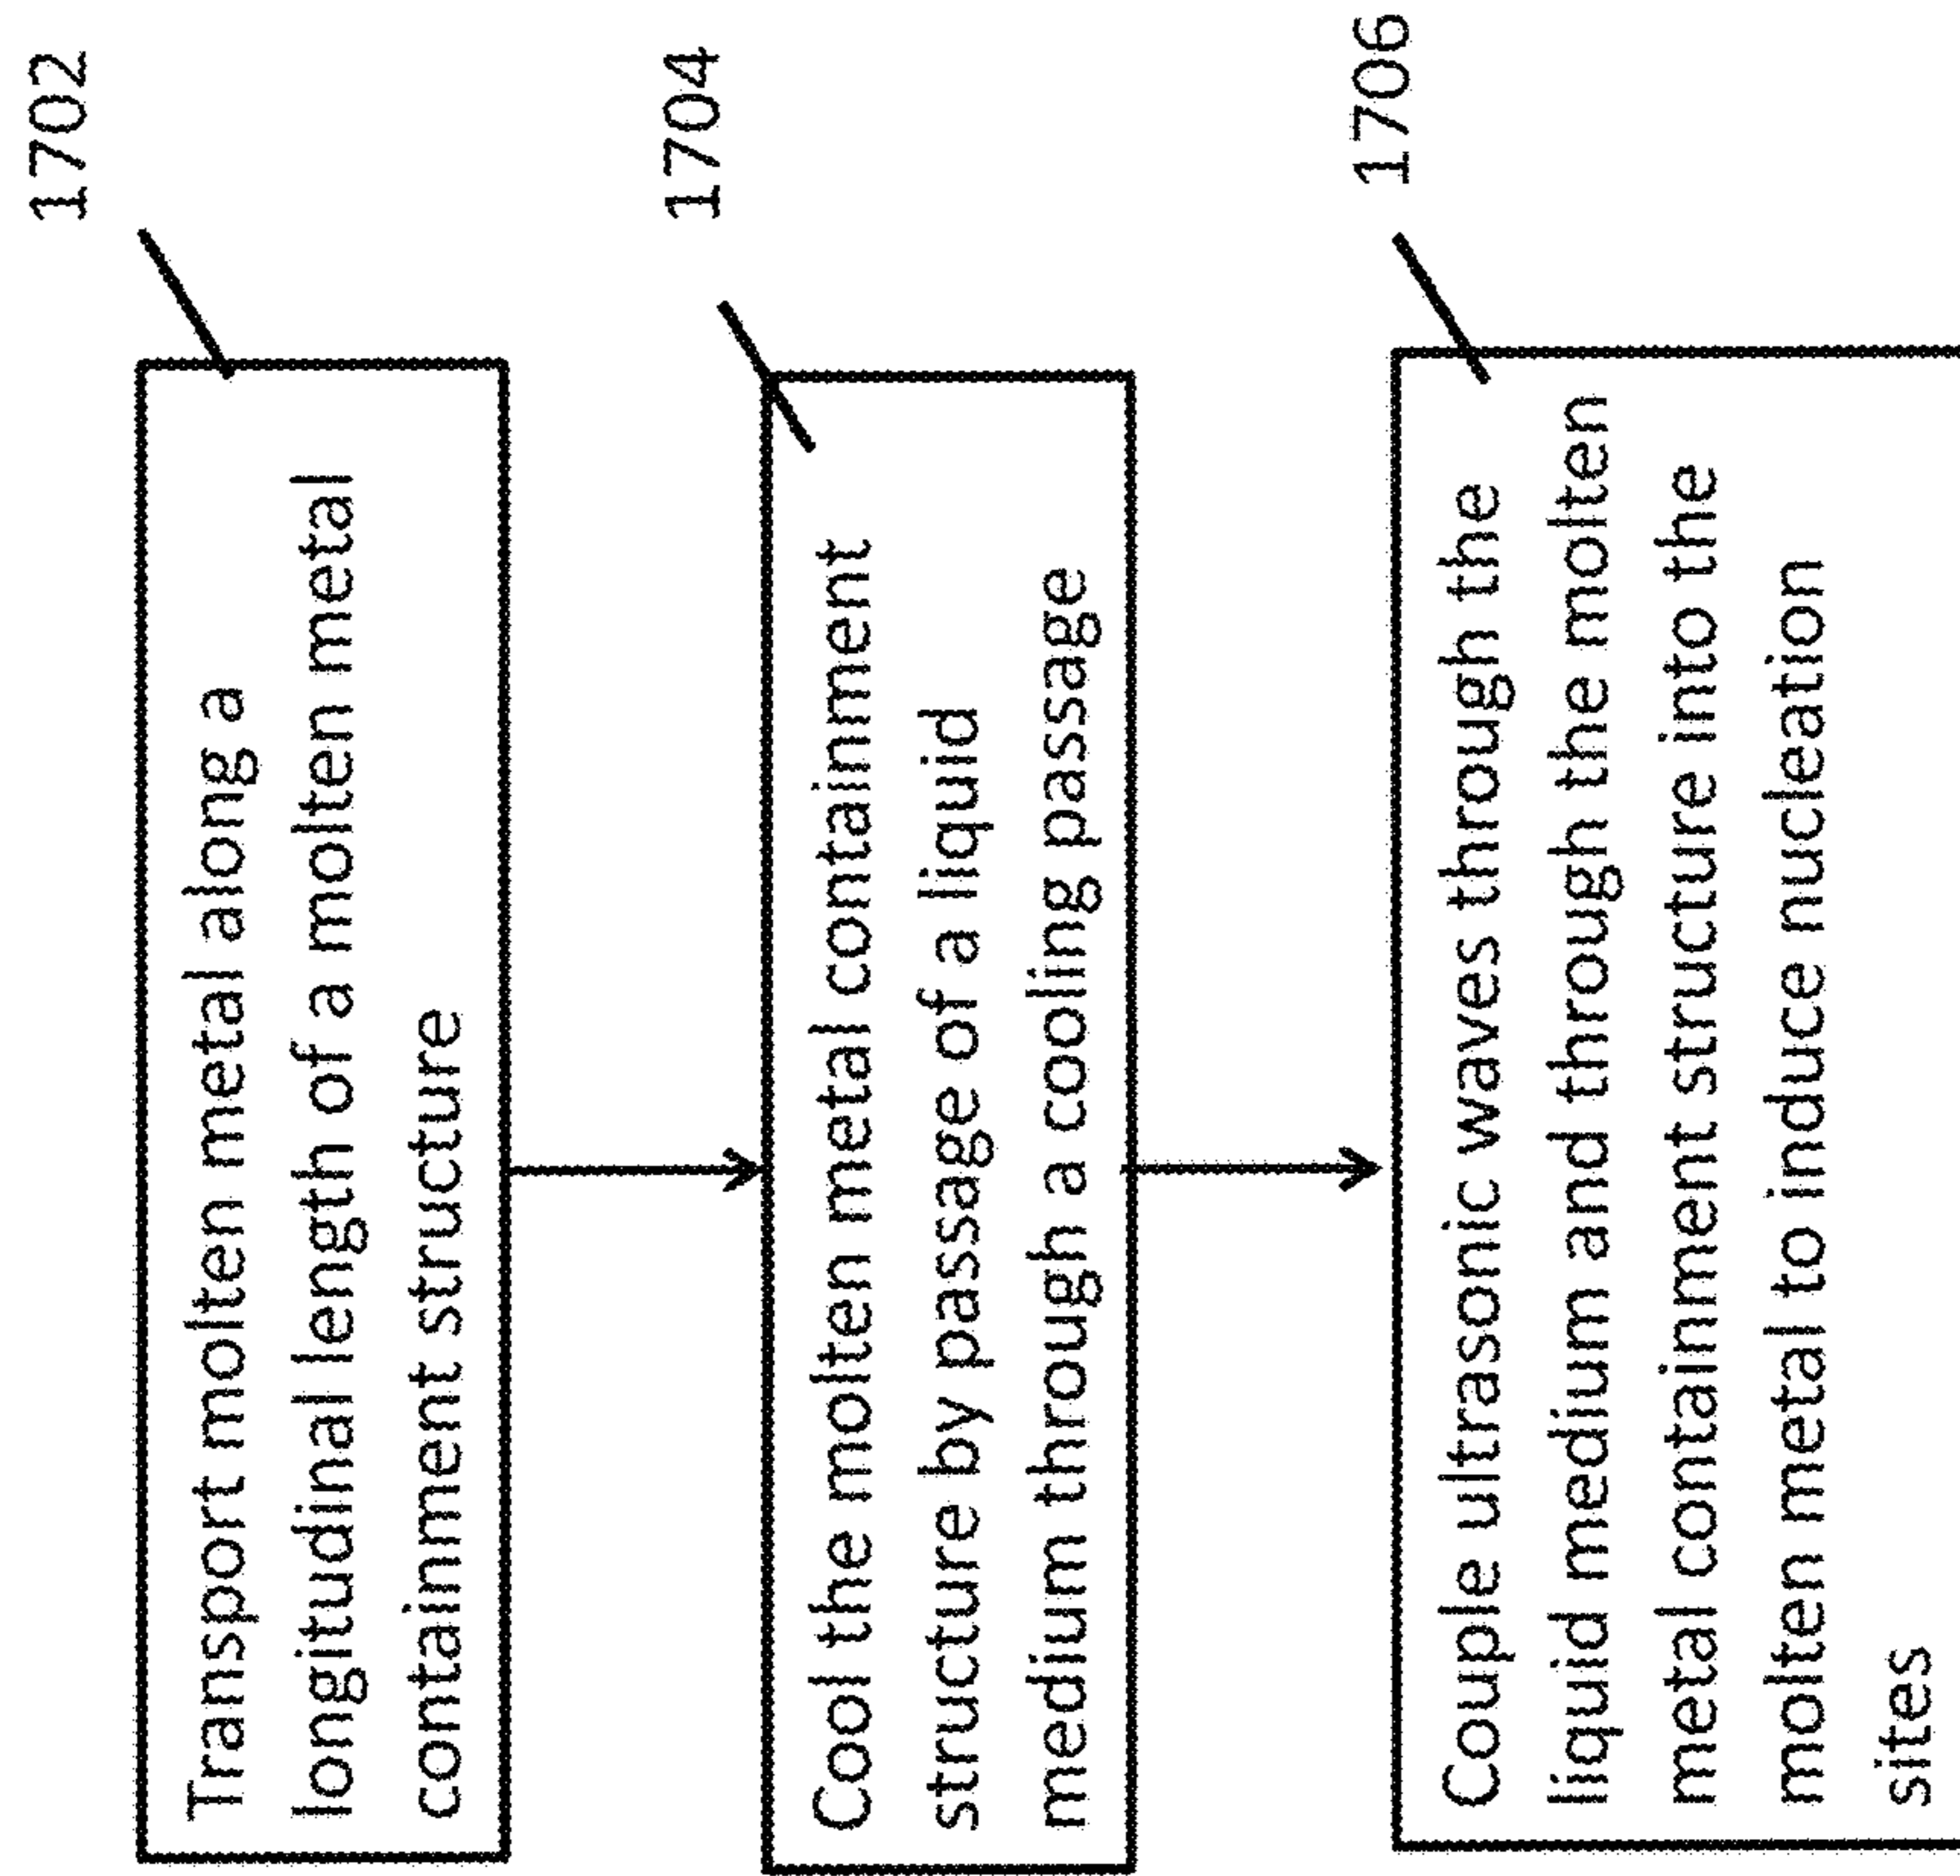 1702
Transport molten metal along a
longitudinal length of a molten metal
containment structure
1704
Cool the molten metal containment
structure by passage of a liquid
medium through a cooling passage
1706
Couple ultrasonic waves through the
liquid medium and through the molten
metal containment structure into the
molten metal to induce nucleation
sites